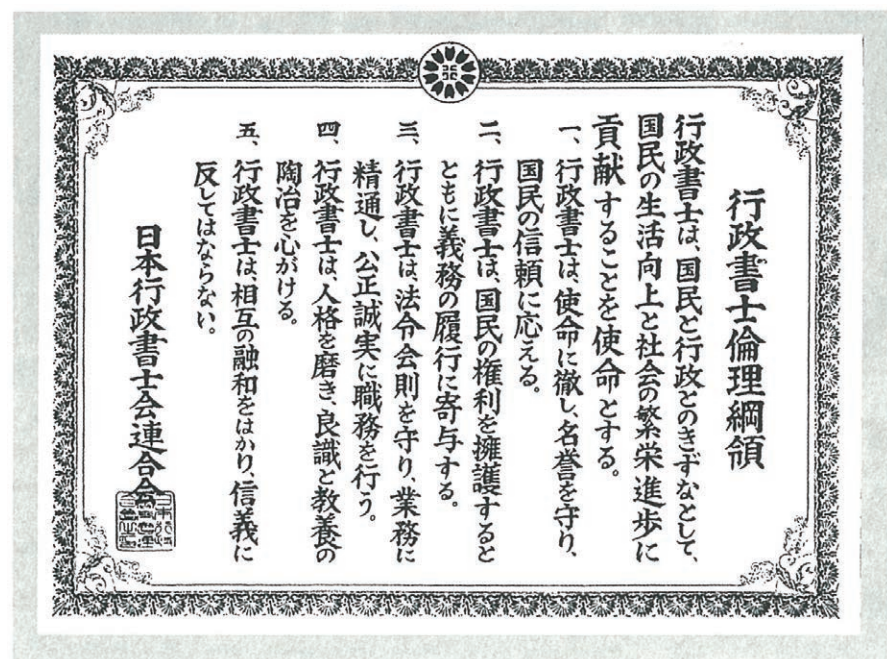 行政書士倫理綱領
行政書士は、国民と行政とのきずなとして、
国民の生活向上と社会の繁栄進歩に
貢献することを使命とする。
一、行政書士は、使命に徹し、名誉を守り、
国民の信頼に応える。
二、行政書士は、国民の権利を擁護すると
ともに義務の履行に寄与する。
三、行政書士は、法令会則を守り、業務に
精通し、公正誠実に職務を行う。
四、行政書士は、人格を磨き、良識と教養の
陶冶を心がける。
五、行政書士は、相互の融和をはかり、信義に
反してはならない。
日本行政書士会連合会